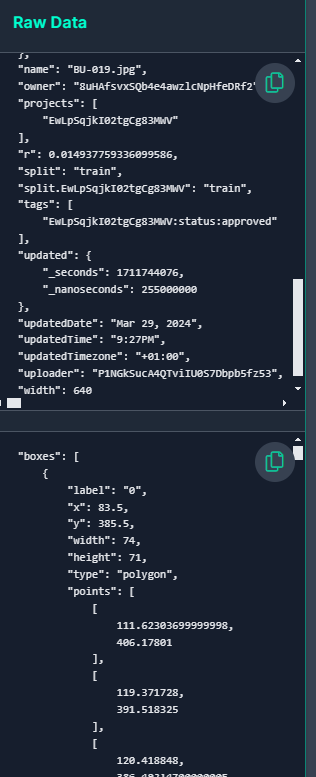 Raw Data
},
"name": "BU-019.jpg",
"owner": "8uHAfsvxSQb4e4awzlcNpHfeDRf2"
"projects": [
"EwLpSqjkI02tgCg83MWV"
],
"r": 0.014937759336099586,
"split": "train",
"split.EwLpSqjkI02tgCg83MWV": "train",
"tags": [
"EwLpSqjkI02tgCg83MWV:status:approved"
],
"updated": {
"_seconds": 1711744076,
"_nanoseconds": 255000000
},
"updatedDate": "Mar 29, 2024",
"updatedTime": "9:27PM",
"updatedTimezone": "+01:00",
"uploader": "P1NGkSucA4QTviIU0S7Dbpb5fz53",
"width": 640
"boxes": [
{
"label": "0",
"x": 83.5,
"y": 385.5,
"width": 74,
"height": 71,
"type": "polygon",
"points": [
[
111.62303699999998,
406.17801
],
[
119.371728,
391.518325
],
[
120.418848,